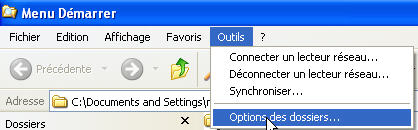 Menu Démarrer
Fichier Edition Affichage Favoris Outils ?
Connecter un lecteur réseau...
Déconnecter un lecteur réseau...
Synchroniser...
Options des dossiers...
Précédente
Adresse C:\Documents and Settings\
Dossiers